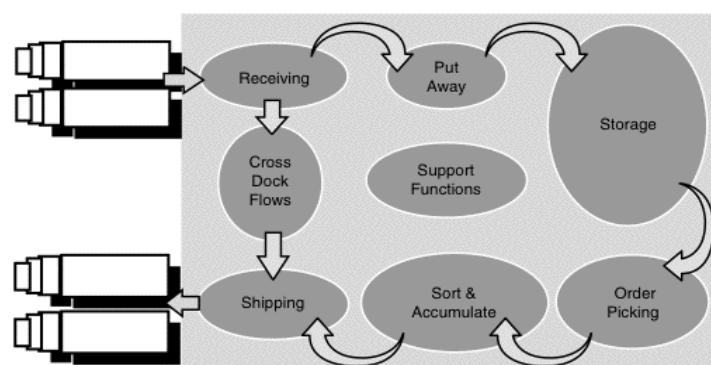 Receiving
Put
Away
Storage
Cross
Dock
Flows
Support
Functions
Shipping
Sort &
Accumulate
Order
Picking